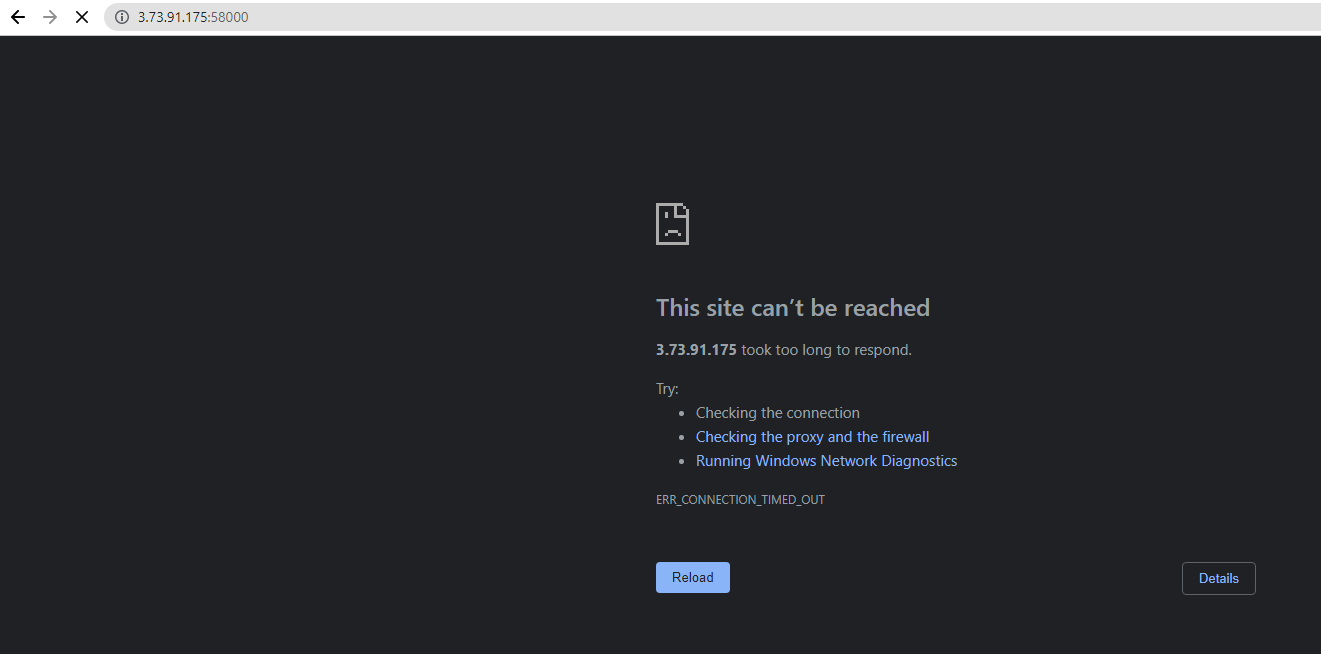 3.73.91.175:58000
This site can’t be reached
3.73.91.175 took too long to respond.
Try:
Checking the connection
Checking the proxy and the firewall
Running Windows Network Diagnostics
ERR_CONNECTION_TIMED_OUT
Reload
Details